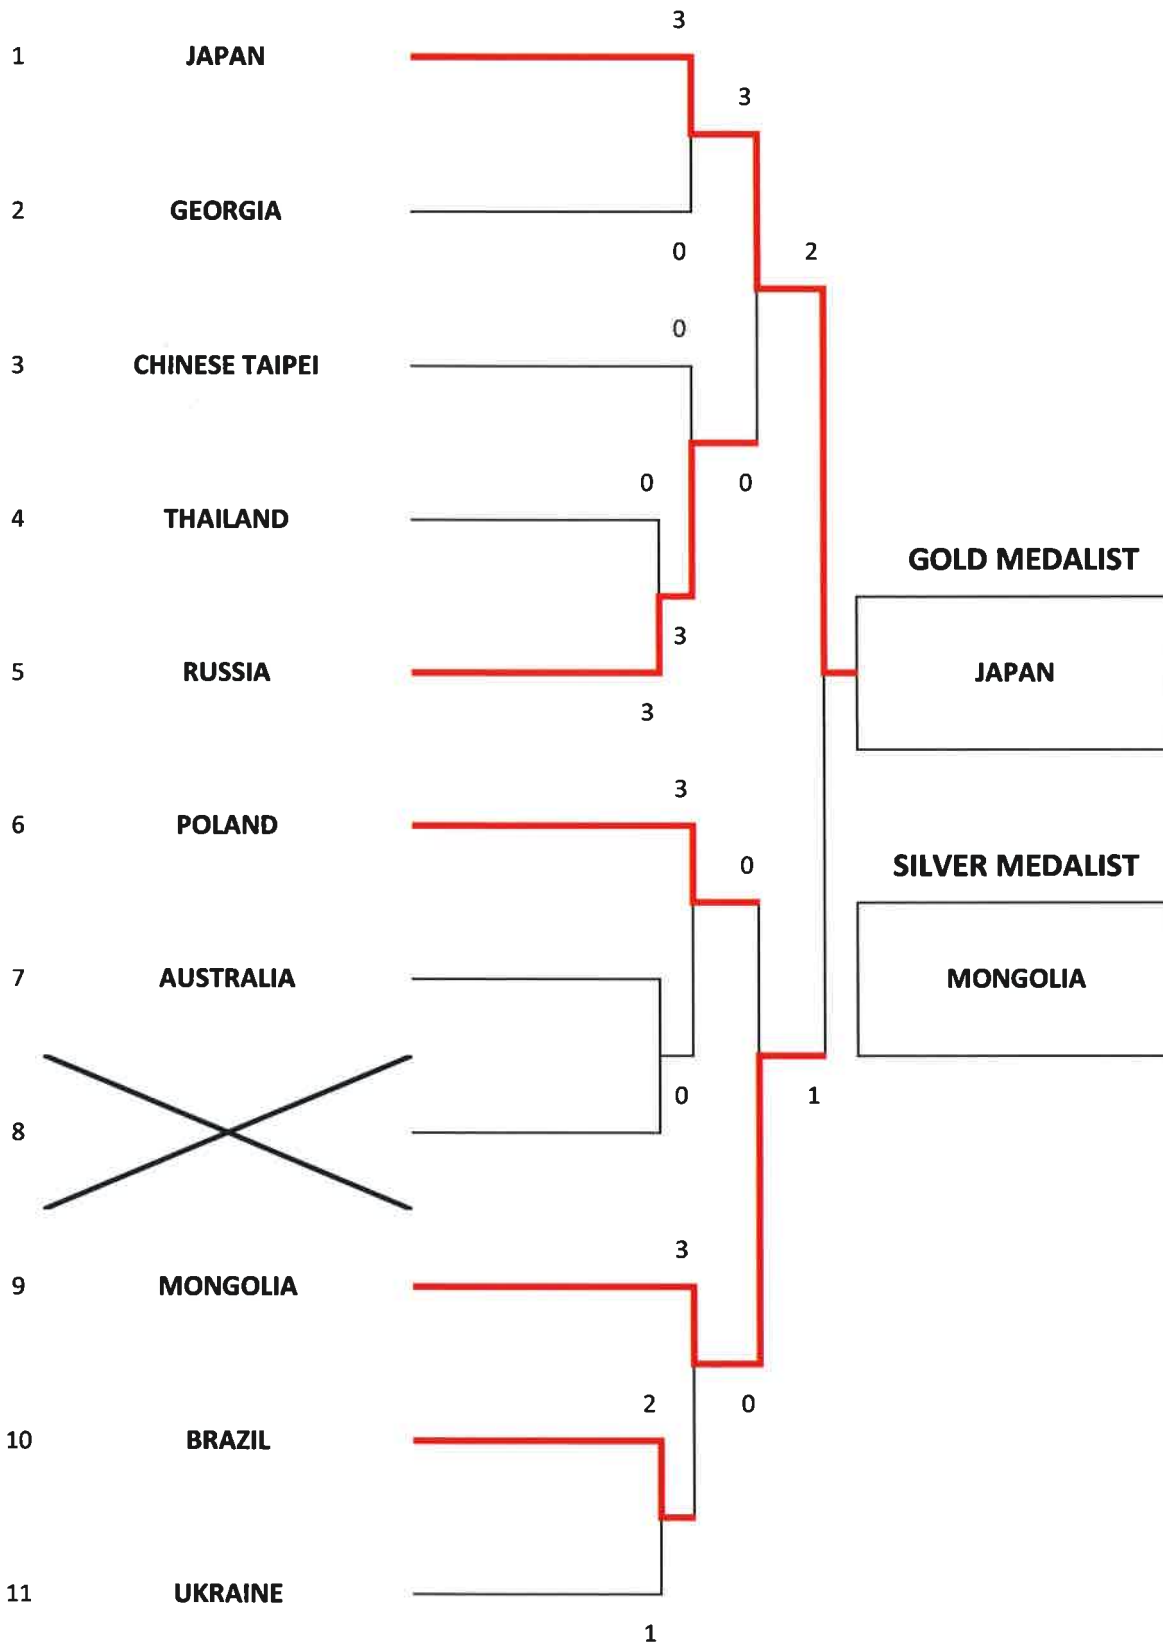 3
1 JAPAN
3
2 GEORGIA
0 2
0
3 CHINESE TAIPEI
0 0
4 THAILAND
GOLD MEDALIST
3
5 RUSSIA JAPAN
3
3
6 POLAND
0 SILVER MEDALIST
7 AUSTRALIA MONGOLIA
0 1
8
3
9 MONGOLIA
2 0
10 BRAZIL
11 UKRAINE
1